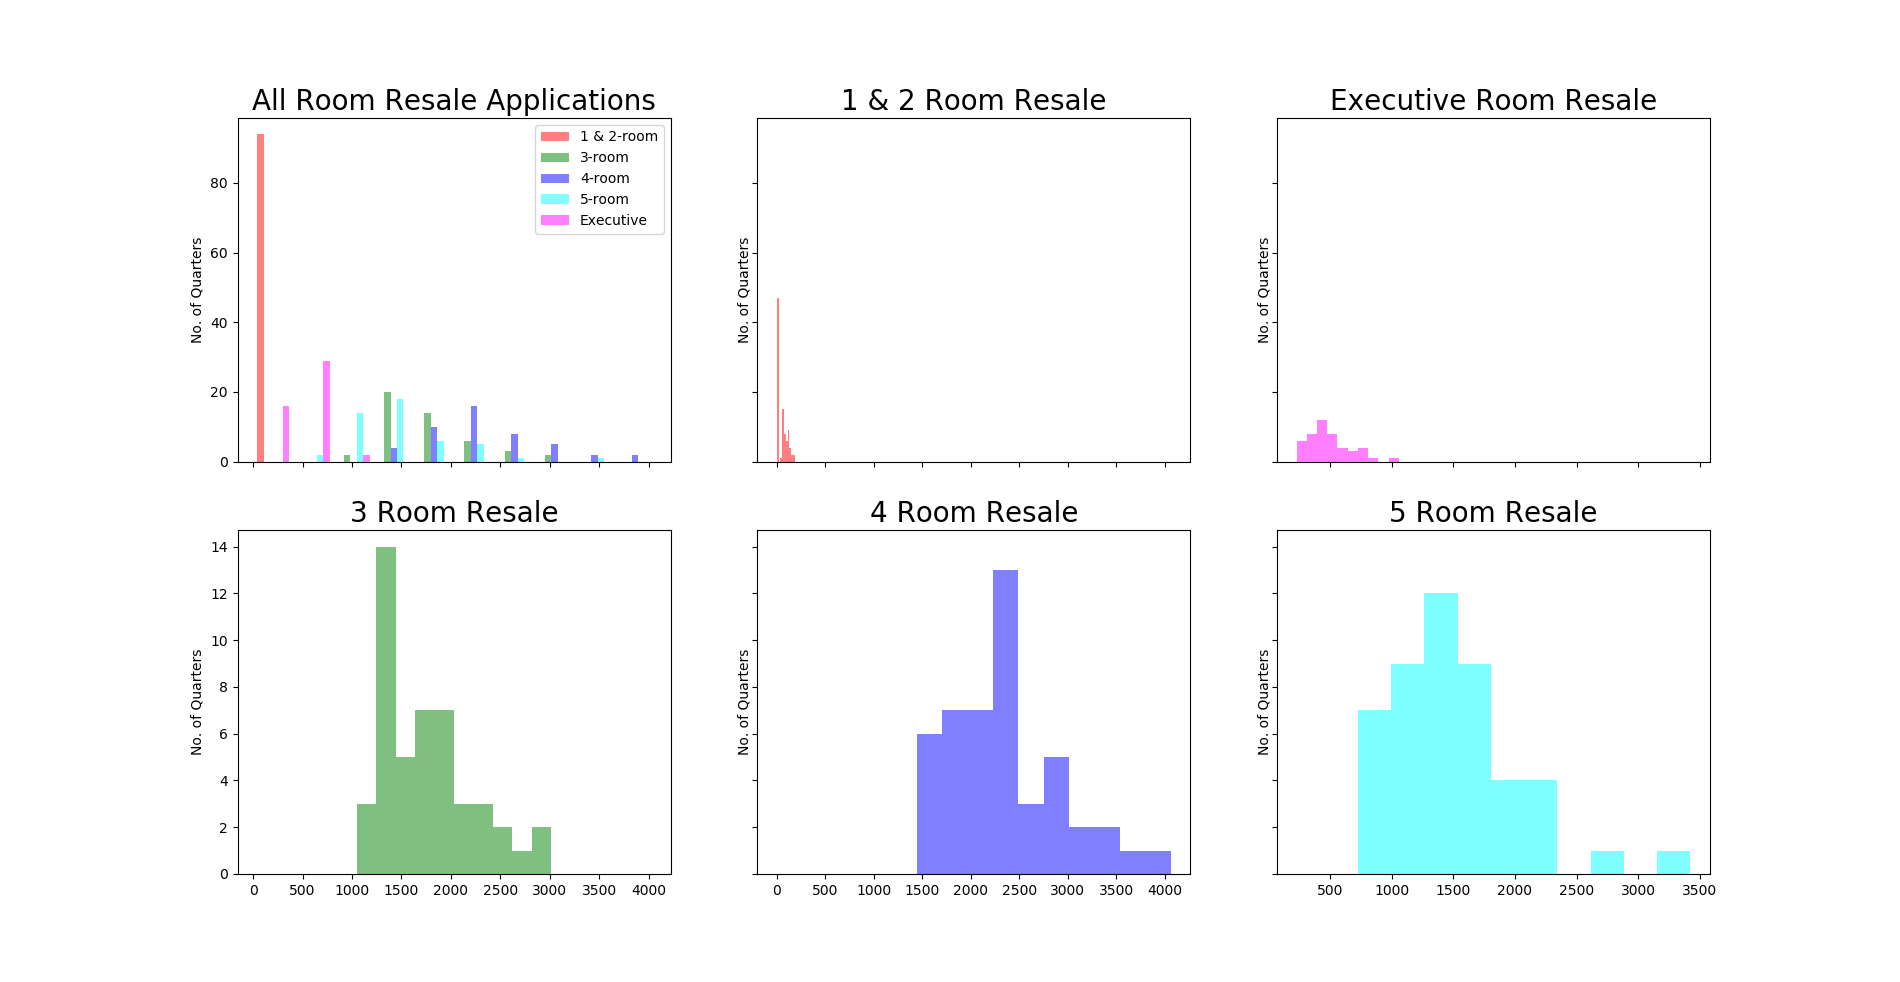 All Room Resale Applications
1 & 2 Room Resale
Executive Room Resale
No. of Quarters
80
60
40
20
0
1 & 2-room
3-room
4-room
5-room
Executive
No. of Quarters
No. of Quarters
3 Room Resale
4 Room Resale
5 Room Resale
No. of Quarters
14
12
10
8
6
4
2
0
0 500 1000 1500 2000 2500 3000 3500 4000
No. of Quarters
0 500 1000 1500 2000 2500 3000 3500 4000
No. of Quarters
500 1000 1500 2000 2500 3000 3500